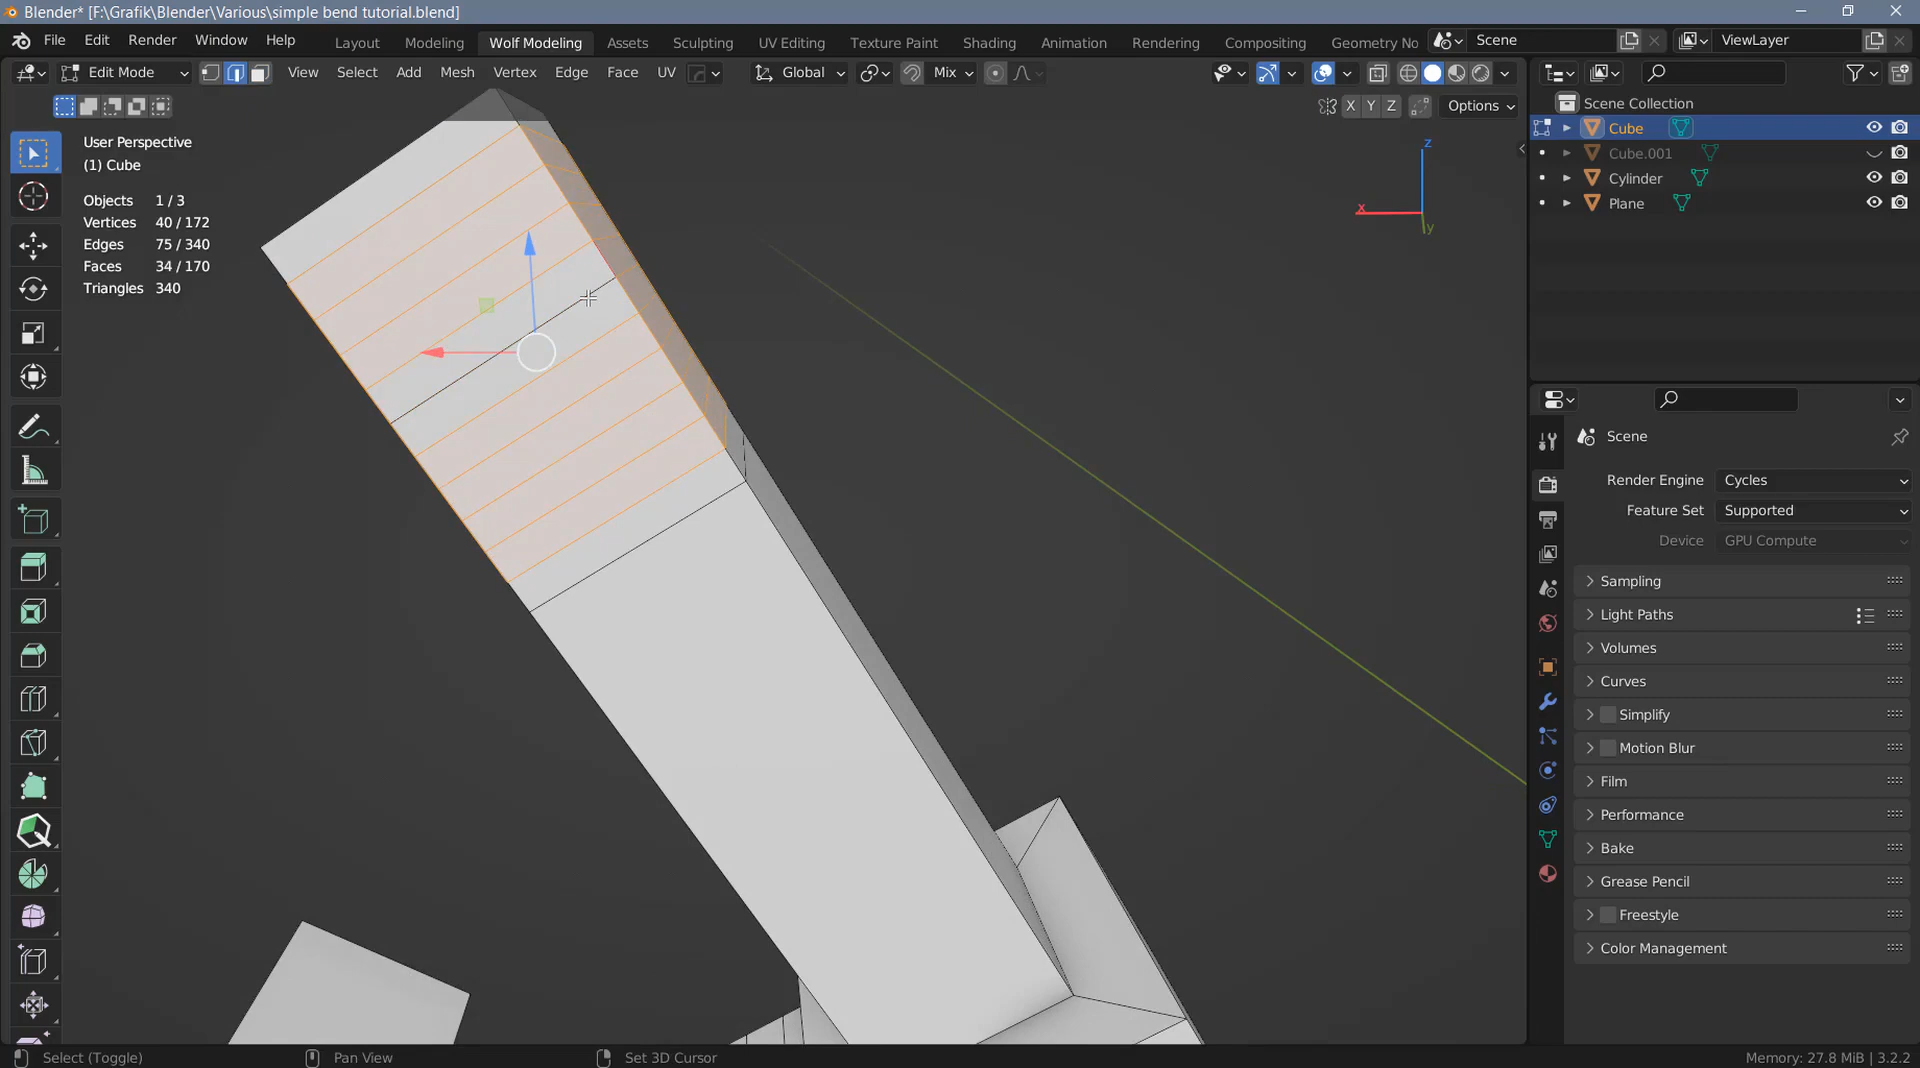 Blender* [F:\Grafik\Blender\Various\simple bend tutorial.blend]
File Edit Render Window Help Layout Modeling Wolf Modeling Assets Sculpting UV Editing Texture Paint Shading Animation Rendering Compositing Geometry No Scene ViewLayer
Edit Mode View Select Add Mesh Vertex Edge Face UV Global Mix
X Y Z Options
Scene Collection
Cube
Cube.001
Cylinder
Plane
User Perspective
(1) Cube
Objects 1 / 3
Vertices 40 / 172
Edges 75 / 340
Faces 34 / 170
Triangles 340
z
x
y
Scene
Render Engine Cycles
Feature Set Supported
Device GPU Compute
Sampling
Light Paths
Volumes
Curves
Simplify
Motion Blur
Film
Performance
Bake
Grease Pencil
Freestyle
Color Management
Select (Toggle) Pan View Set 3D Cursor Memory: 27.8 MiB | 3.2.2